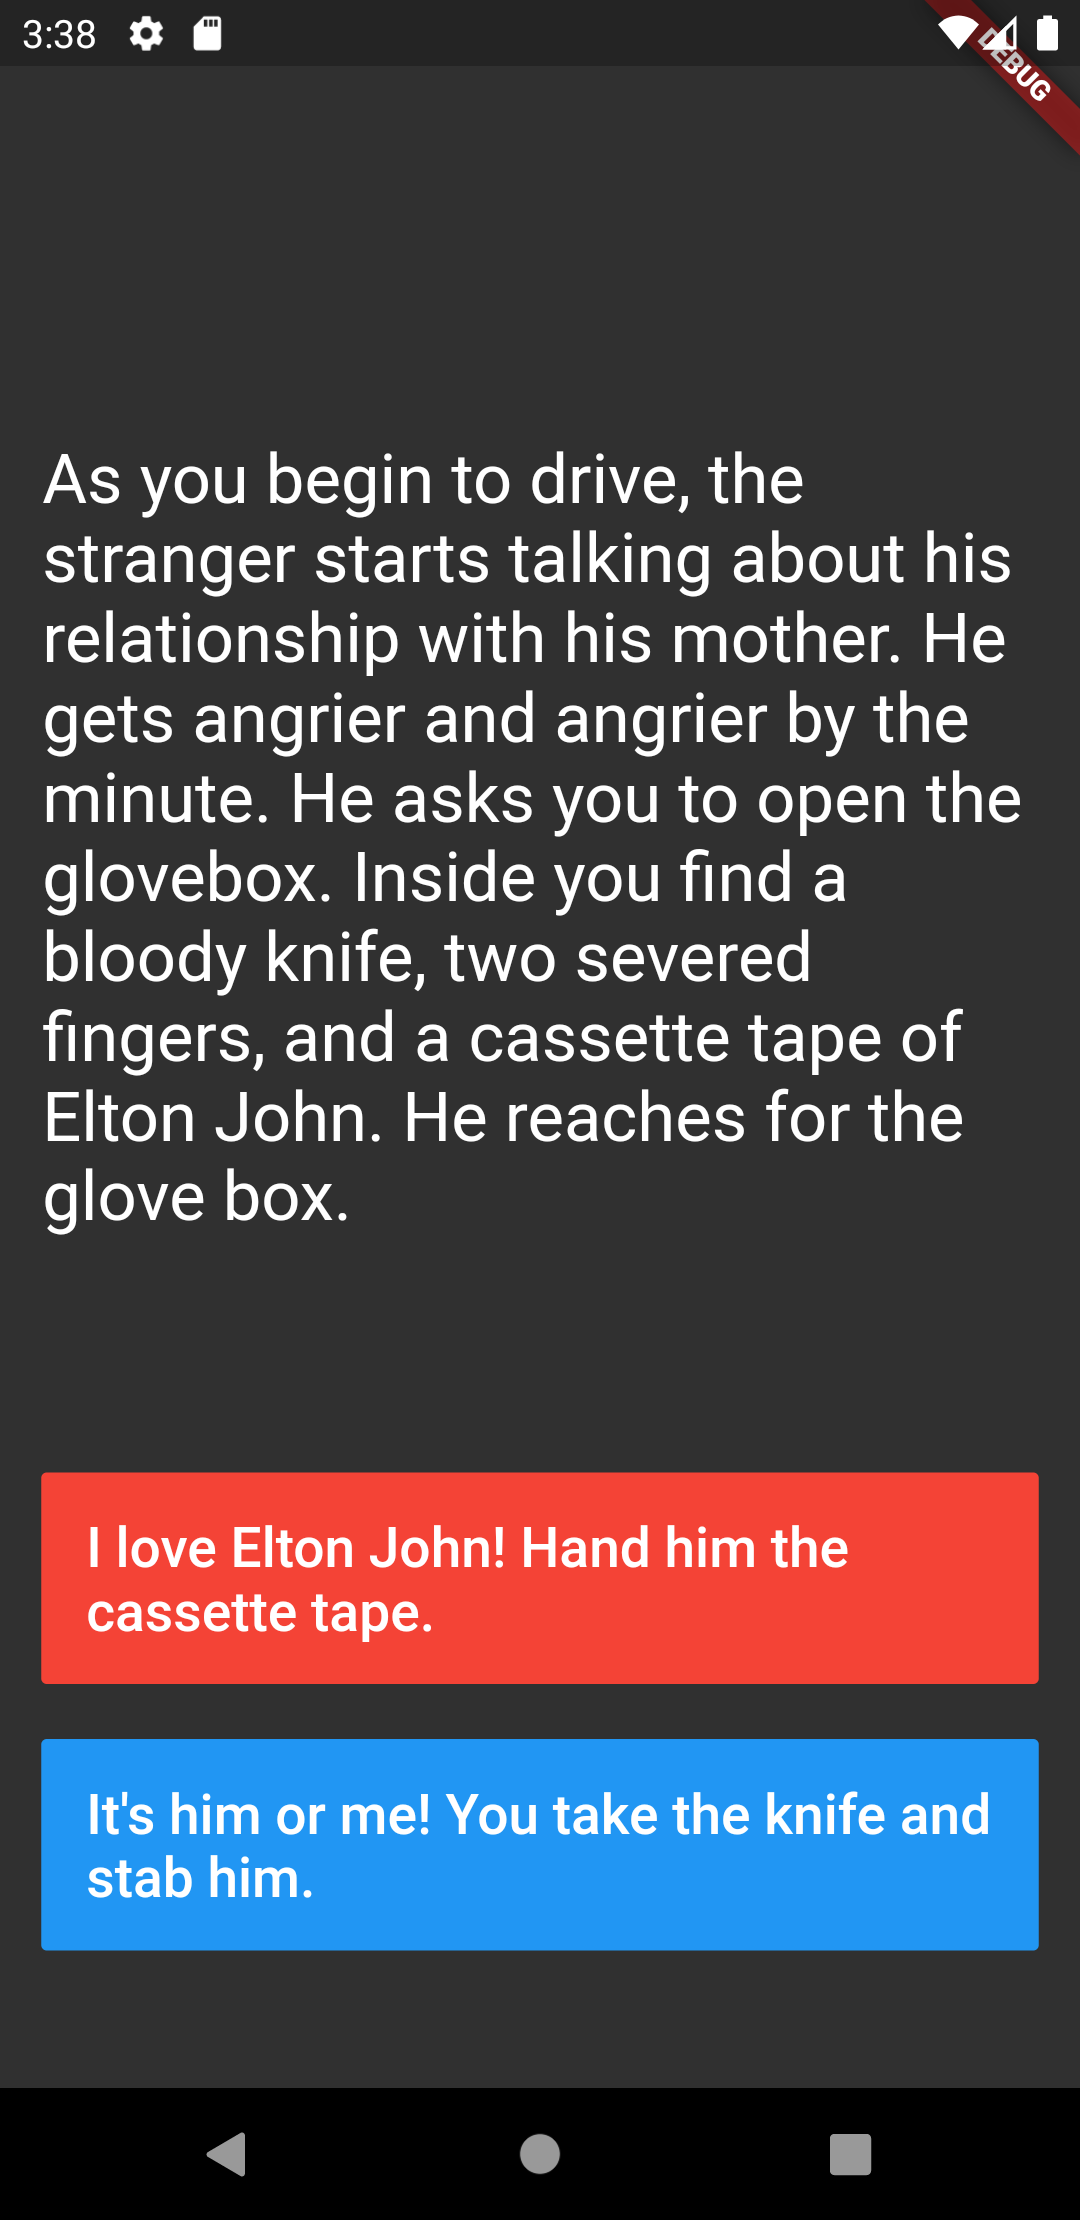 3:38
DEBUG
As you begin to drive, the
stranger starts talking about his
relationship with his mother. He
gets angrier and angrier by the
minute. He asks you to open the
glovebox. Inside you find a
bloody knife, two severed
fingers, and a cassette tape of
Elton John. He reaches for the
glove box.
I love Elton John! Hand him the
cassette tape.
It's him or me! You take the knife and
stab him.